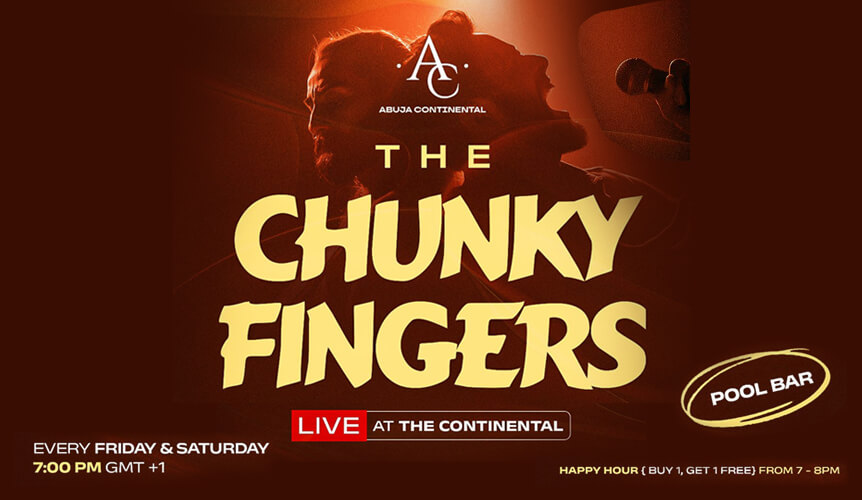 AC
ABUJA CONTINENTAL
THE
CHUNKY
FINGERS
LIVE AT THE CONTINENTAL
POOL BAR
EVERY FRIDAY & SATURDAY
7:00 PM GMT +1
HAPPY HOUR { BUY 1, GET 1 FREE} FROM 7 - 8PM